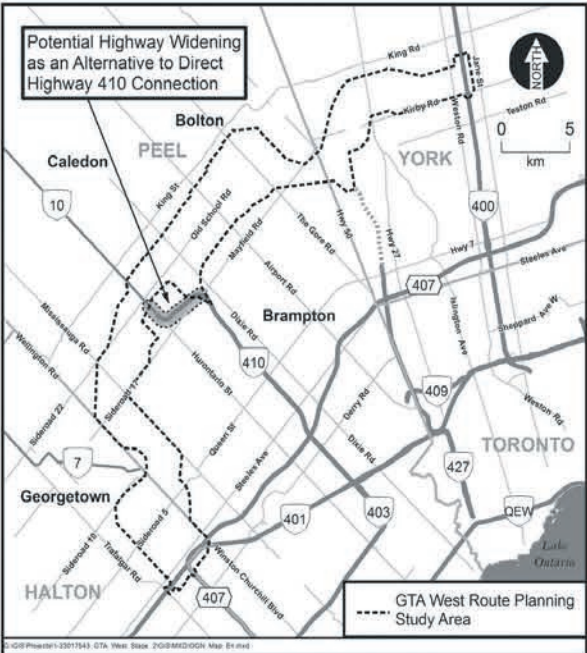 Potential Highway Widening
as an Alternative to Direct
Highway 410 Connection
King Rd
Jane St
NORTH
Bolton
Kirby Rd
Weston Rd
Teston Rd
0 5
km
Caledon
PEEL
YORK
10
King St
Old School Rd
Mayfield Rd
The Gore Rd
Hwy 50
Hwy 27
400
Hwy 7
Steeles Ave
Airport Rd
407
Mississauga Rd
Brampton
Islington Ave
Sheppard Ave W
Wellington Rd
Dixie Rd
410
Sideroad 17
Hurontario St
409
Sideroad 22
Derry Rd
Weston Rd
Queen St
Dixie Rd
TORONTO
7
Steeles Ave
427
Georgetown
401
403
QEW
Sideroad 10
Sideroad 5
Trafalgar Rd
Lake
Ontario
HALTON
407
Winston Churchill Blvd
GTA West Route Planning
Study Area